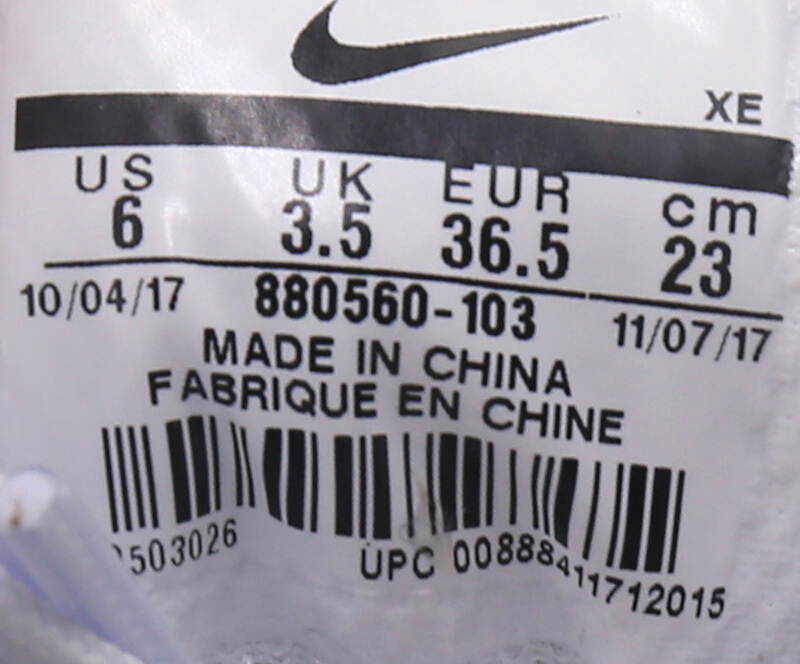 XE
US UK EUR cm
6 3.5 36.5 23
10/04/17 880560-103 11/07/17
MADE IN CHINA
FABRIQUE EN CHINE
503026 UPC 00888411712015